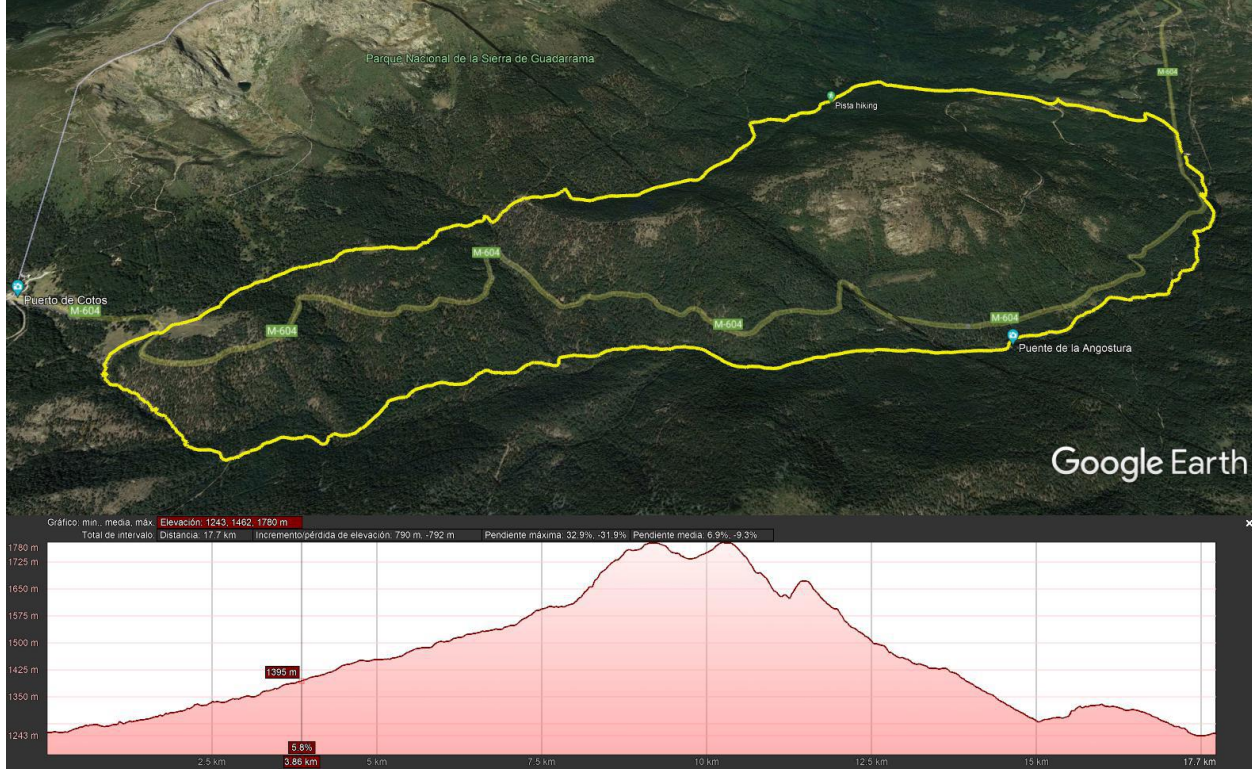 Parque Nacional de la Sierra de Guadarrama
M-604
Pista hiking
M-604
Puerto de Cotos
M-604
M-604
M-604
M-604
Puente de la Angostura
Google Earth
Gráfico: min., media, máx. Elevación: 1243, 1462, 1780 m
Total de intervalo: Distancia: 17.7 km Incremento/pérdida de elevación: 790 m, -792 m Pendiente máxima: 32.9%, -31.9% Pendiente media: 6.9%, -9.3%
1780 m
1725 m
1650 m
1575 m
1500 m
1425 m
1395 m
1350 m
1243 m
5.8%
2.5 km 3.86 km 5 km 7.5 km 10 km 12.5 km 15 km 17.7 km